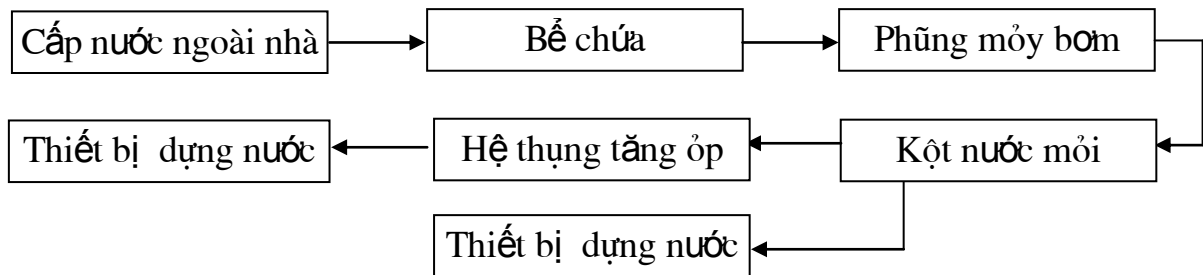 Cấp nước ngoài nhà
Bể chứa
Phũng mỏy bơm
Thiết bị dựng nước
Hệ thụng tăng ỏp
Kột nước mỏi
Thiết bị dựng nước